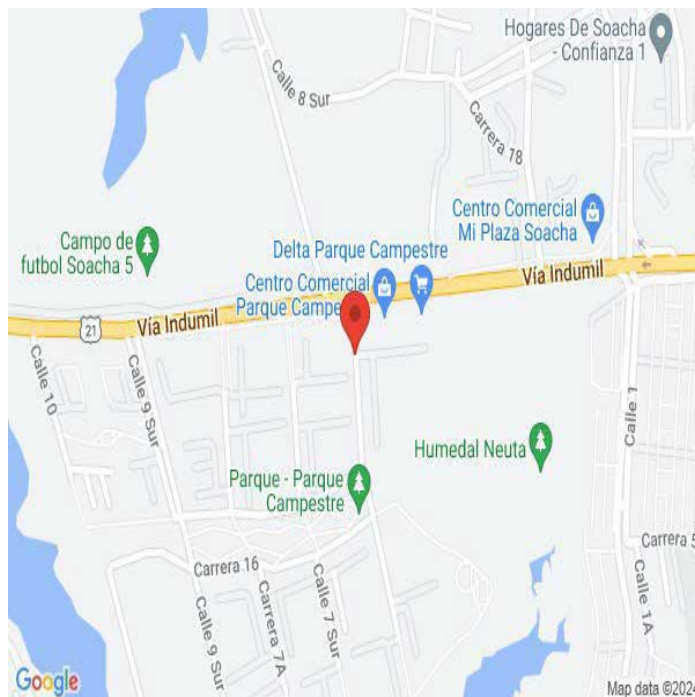 Hogares De Soacha
- Confianza 1
Calle 8 Sur
Carrera 18
Centro Comercial
Mi Plaza Soacha
Campo de
futbol Soacha 5
Delta Parque Campestre
Centro Comercial
Parque Campe
Vía Indumil
21
Vía Indumil
Calle 10
Calle 9 Sur
Calle 1
Humedal Neuta
Parque - Parque
Campestre
Carrera 16
Carrera 5
Calle 9 Sur
Carrera 7A
Calle 7 Sur
Calle 1A
Google
Map data ©202